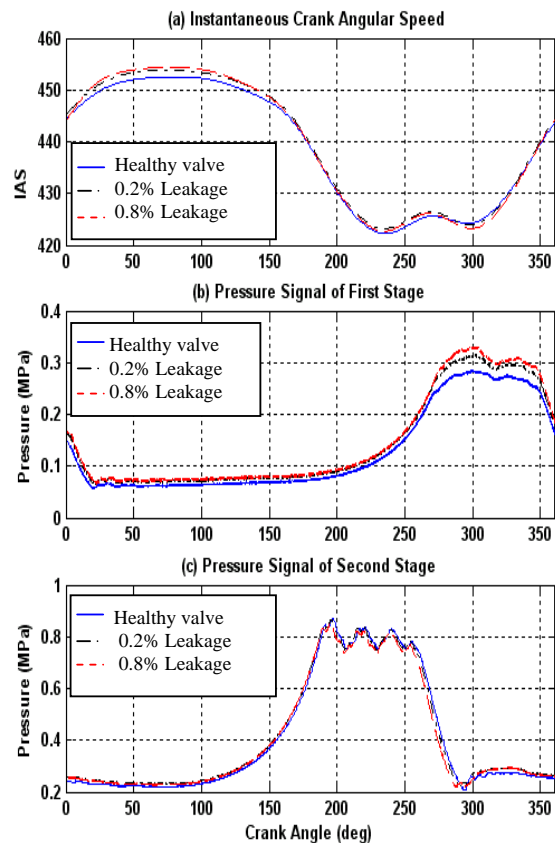 (a) Instantaneous Crank Angular Speed
460
450
440
430
420
IAS
Healthy valve
0.2% Leakage
0.8% Leakage
0 50 100 150 200 250 300 350
(b) Pressure Signal of First Stage
0.4
0.3
0.2
0.1
0
Pressure (MPa)
Healthy valve
0.2% Leakage
0.8% Leakage
0 50 100 150 200 250 300 350
(c) Pressure Signal of Second Stage
1
0.8
0.6
0.4
0.2
Pressure (MPa)
Healthy valve
0.2% Leakage
0.8% Leakage
0 50 100 150 200 250 300 350
Crank Angle (deg)